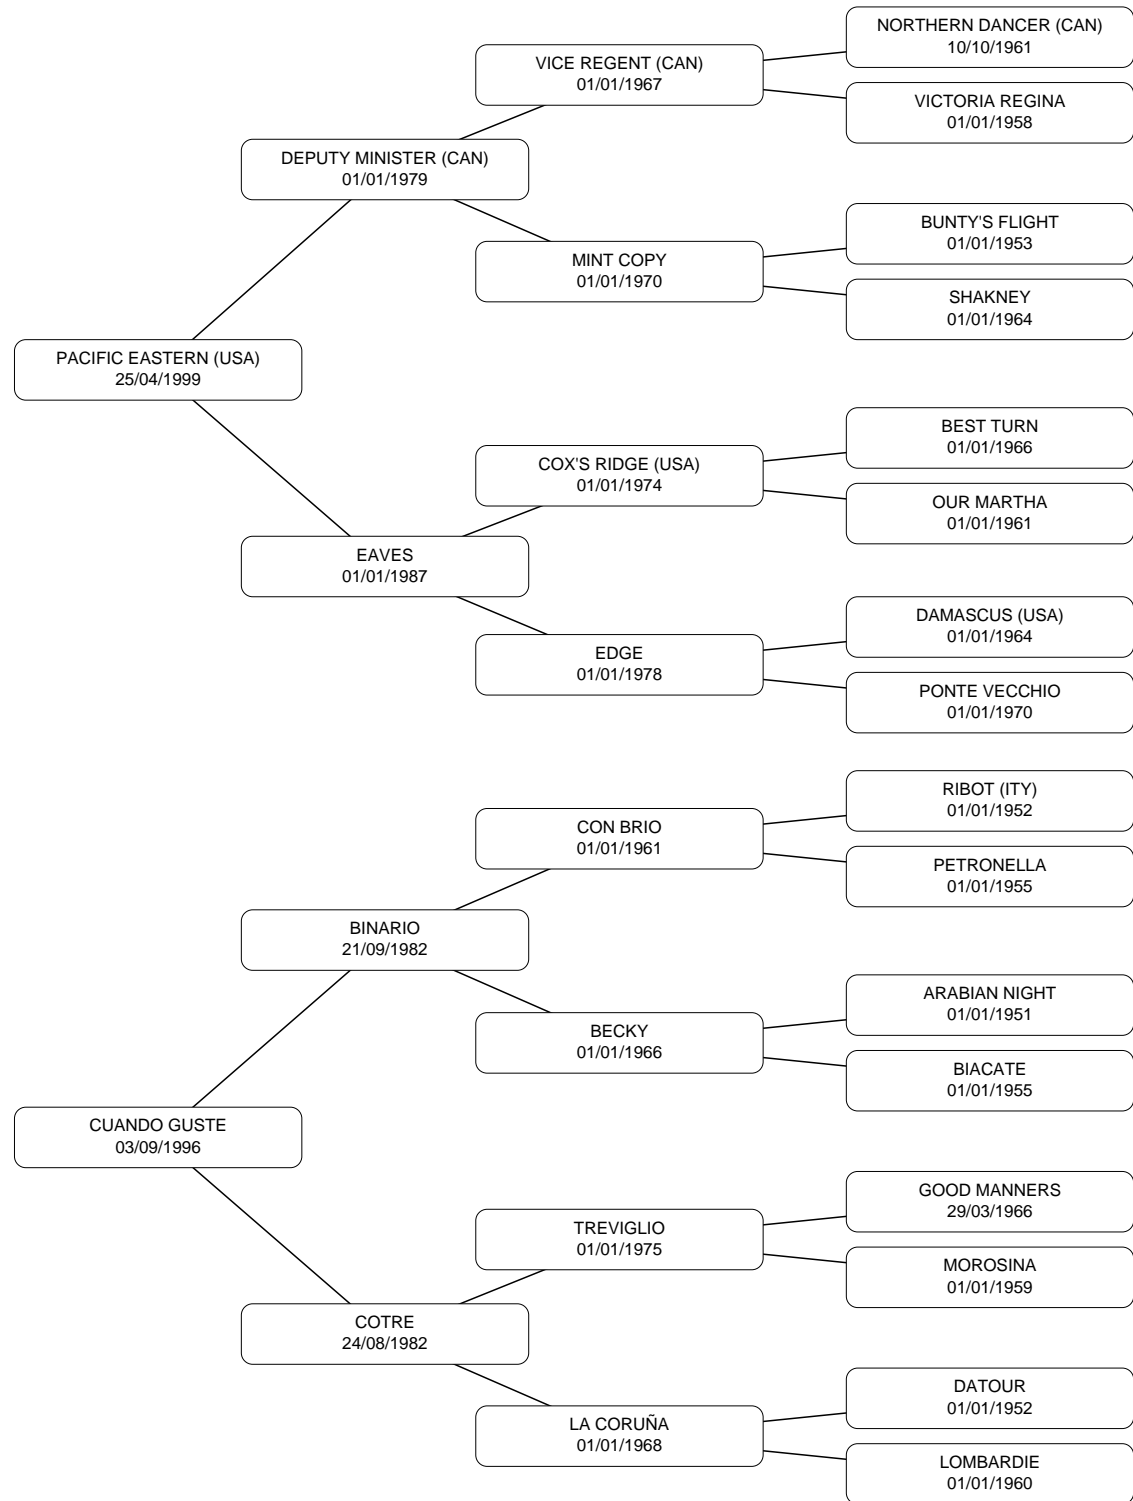 NORTHERN DANCER (CAN)
10/10/1961
VICE REGENT (CAN)
01/01/1967
VICTORIA REGINA
01/01/1958
DEPUTY MINISTER (CAN)
01/01/1979
BUNTY'S FLIGHT
01/01/1953
MINT COPY
01/01/1970
SHAKNEY
01/01/1964
PACIFIC EASTERN (USA)
25/04/1999
BEST TURN
01/01/1966
COX'S RIDGE (USA)
01/01/1974
OUR MARTHA
01/01/1961
EAVES
01/01/1987
DAMASCUS (USA)
01/01/1964
EDGE
01/01/1978
PONTE VECCHIO
01/01/1970
RIBOT (ITY)
01/01/1952
CON BRIO
01/01/1961
PETRONELLA
01/01/1955
BINARIO
21/09/1982
ARABIAN NIGHT
01/01/1951
BECKY
01/01/1966
BIACATE
01/01/1955
CUANDO GUSTE
03/09/1996
GOOD MANNERS
29/03/1966
TREVIGLIO
01/01/1975
MOROSINA
01/01/1959
COTRE
24/08/1982
DATOUR
01/01/1952
LA CORUÑA
01/01/1968
LOMBARDIE
01/01/1960